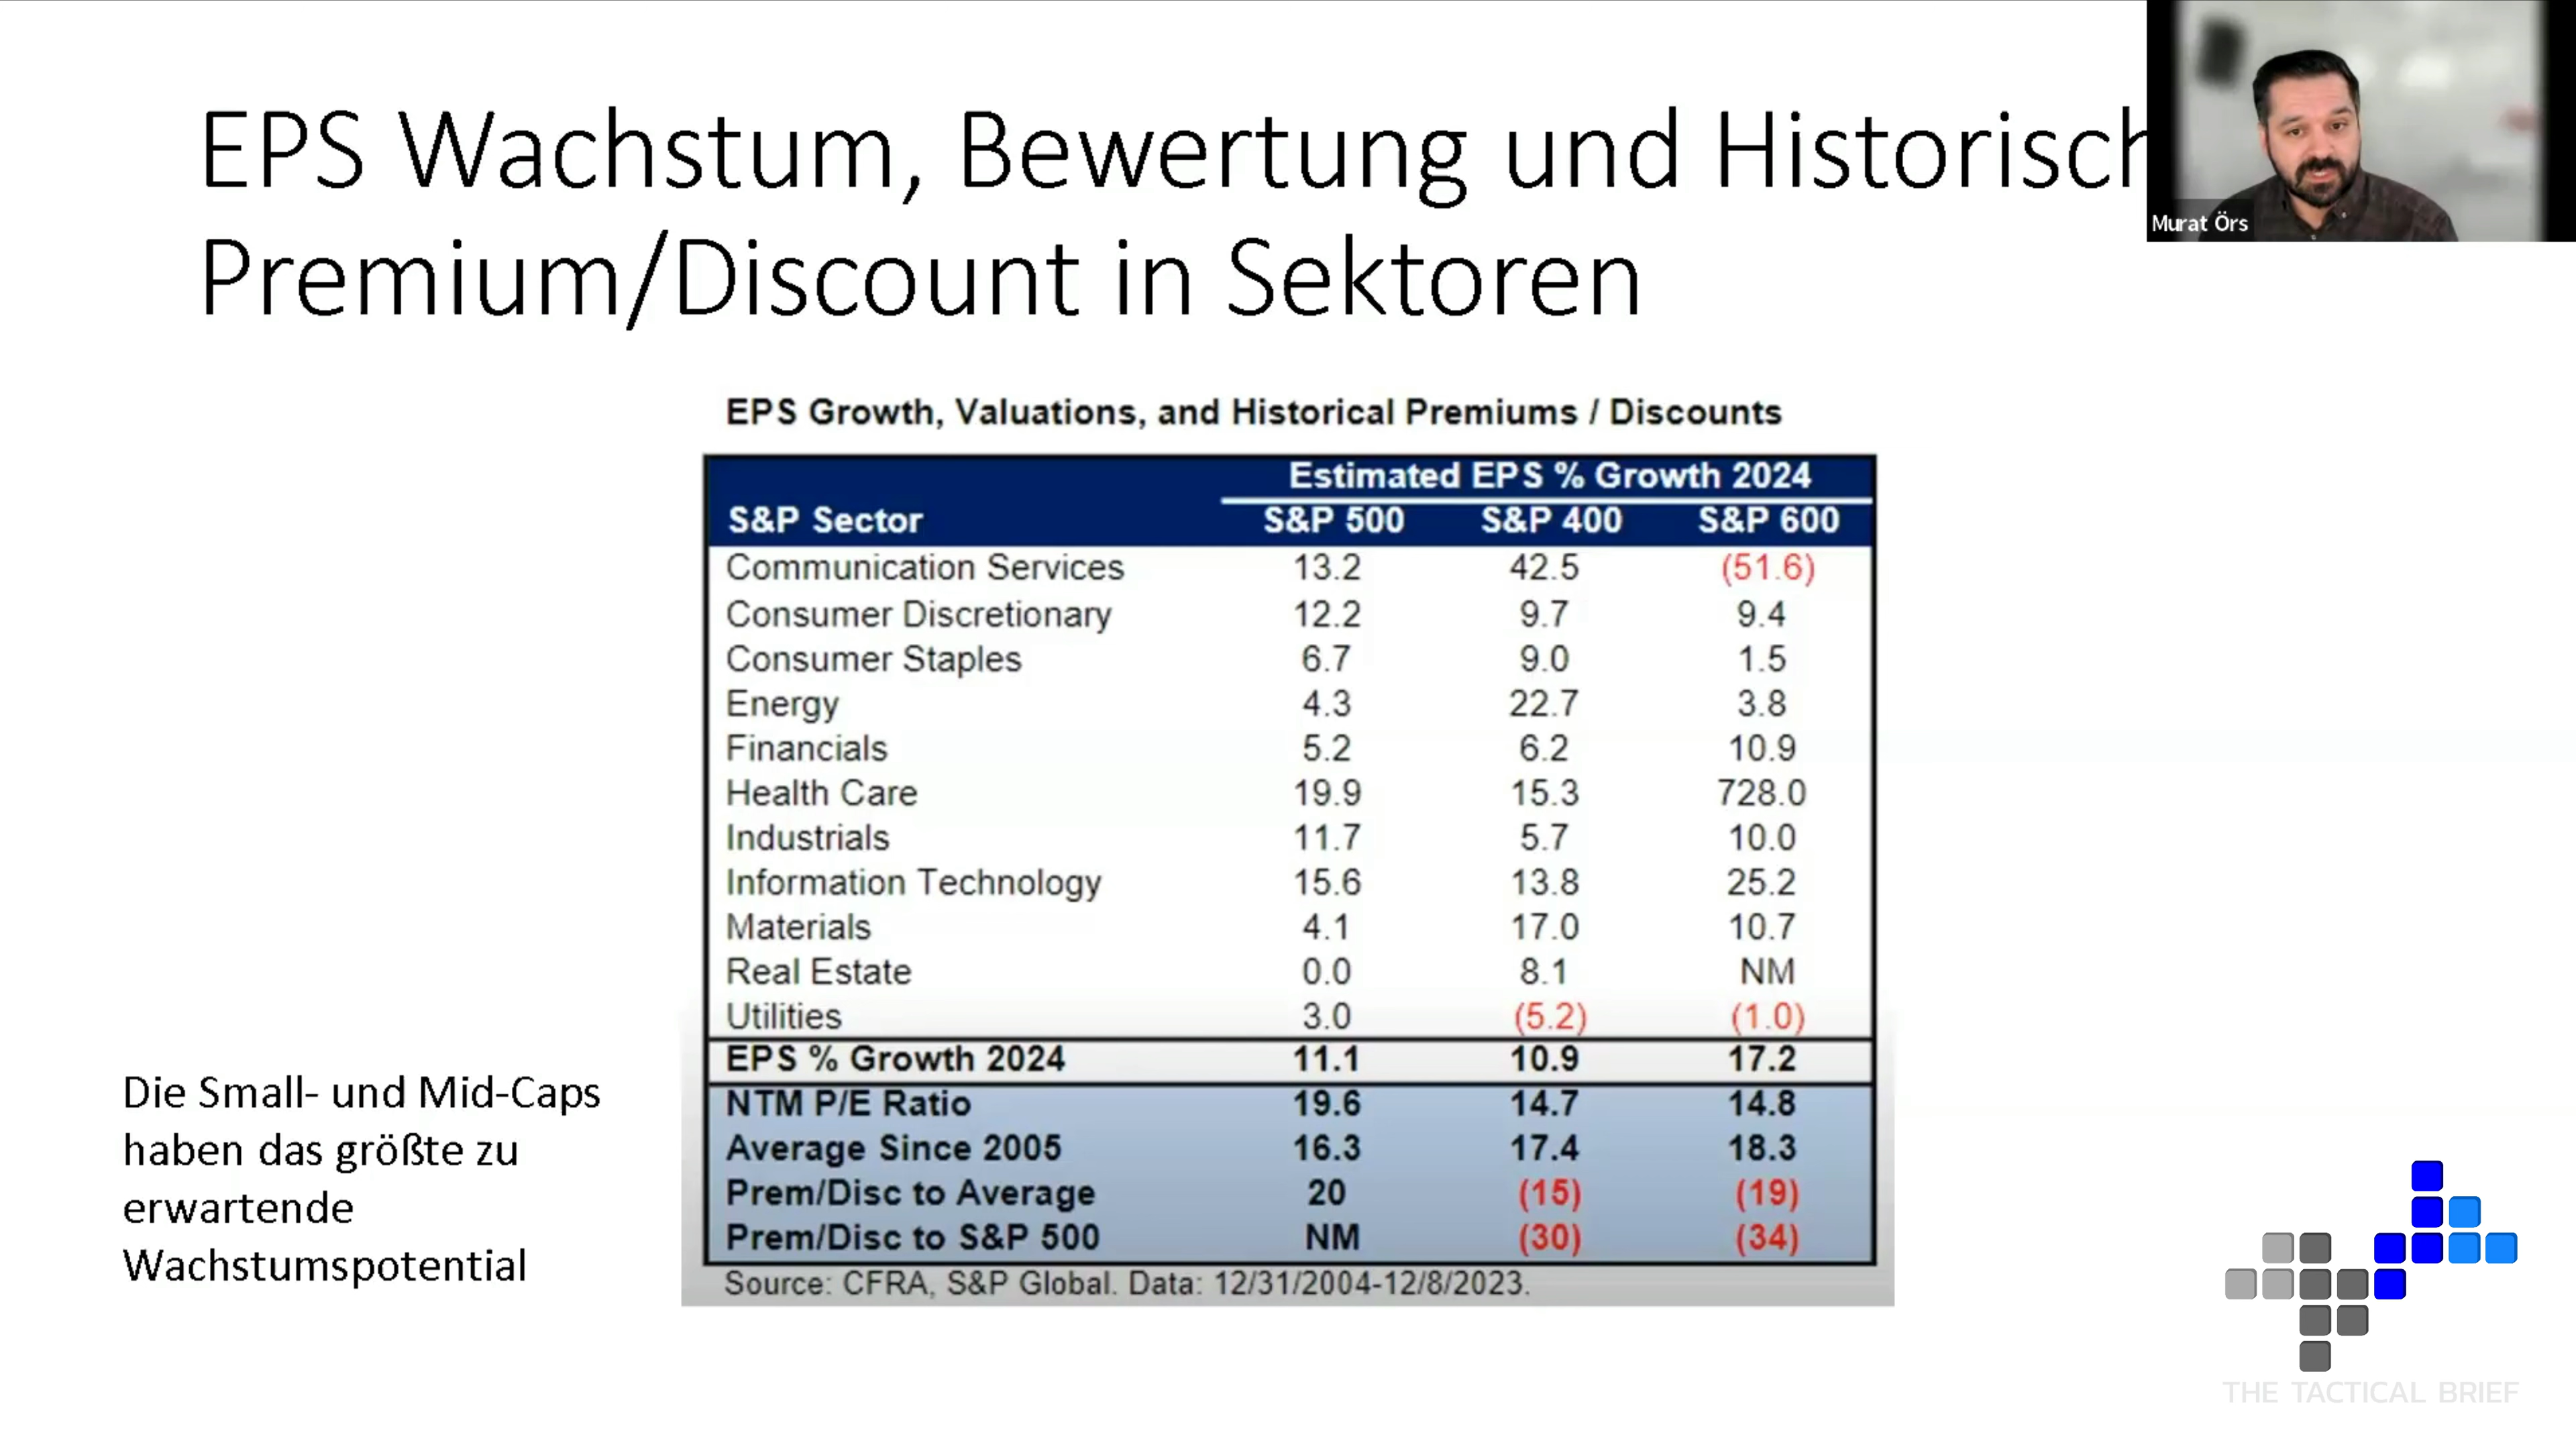 EPS Wachstum, Bewertung und Historisch
Premium/Discount in Sektoren
Murat Örs
EPS Growth, Valuations, and Historical Premiums / Discounts
Estimated EPS % Growth 2024
S&P Sector S&P 500 S&P 400 S&P 600
Communication Services 13.2 42.5 (51.6)
Consumer Discretionary 12.2 9.7 9.4
Consumer Staples 6.7 9.0 1.5
Energy 4.3 22.7 3.8
Financials 5.2 6.2 10.9
Health Care 19.9 15.3 728.0
Industrials 11.7 5.7 10.0
Information Technology 15.6 13.8 25.2
Materials 4.1 17.0 10.7
Real Estate 0.0 8.1 NM
Utilities 3.0 (5.2) (1.0)
EPS % Growth 2024 11.1 10.9 17.2
NTM P/E Ratio 19.6 14.7 14.8
Average Since 2005 16.3 17.4 18.3
Prem/Disc to Average 20 (15) (19)
Prem/Disc to S&P 500 NM (30) (34)
Source: CFRA, S&P Global. Data: 12/31/2004-12/8/2023.
Die Small- und Mid-Caps
haben das größte zu
erwartende
Wachstumspotential
THE TACTICAL BRIEF